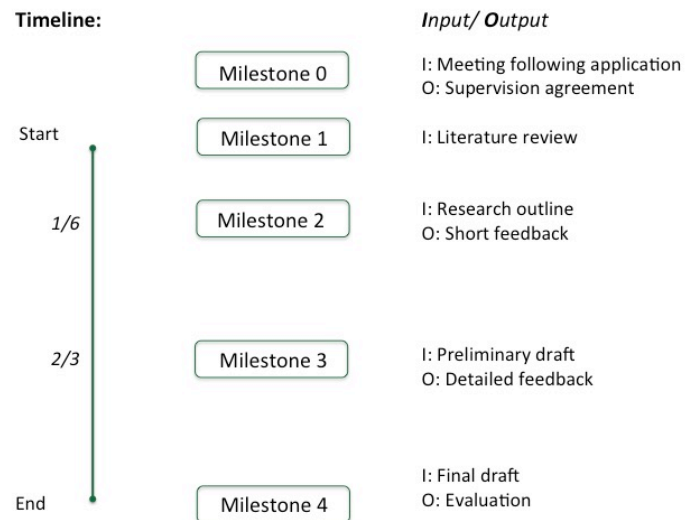 Timeline:
Input/ Output
Milestone 0
I: Meeting following application
O: Supervision agreement
Start
Milestone 1
I: Literature review
1/6
Milestone 2
I: Research outline
O: Short feedback
2/3
Milestone 3
I: Preliminary draft
O: Detailed feedback
End
Milestone 4
I: Final draft
O: Evaluation